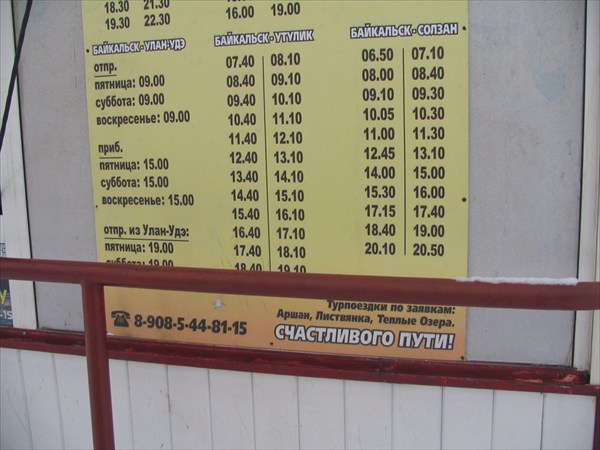 18.30 21.30
19.30 22.30
16.00 19.00
БАЙКАЛЬСК-УЛАН-УДЭ
отпр.
пятница: 09.00
суббота: 09.00
воскресенье: 09.00
приб.
пятница: 15.00
суббота: 15.00
воскресенье: 15.00
отпр. из Улан-Удэ:
пятница: 19.00
суббота: 19.00
БАЙКАЛЬСК-УТУЛИК
07.40 08.10
08.40 09.10
09.40 10.10
10.40 11.10
11.40 12.10
12.40 13.10
13.40 14.10
14.40 15.10
15.40 16.10
16.40 17.10
17.40 18.10
18.40 19.10
БАЙКАЛЬСК-СОЛЗАН
06.50 07.10
08.00 08.40
09.10 09.30
10.05 10.30
11.00 11.30
12.45 13.10
14.00 15.00
15.30 16.00
17.15 17.40
18.40 19.00
20.10 20.50
8-908-5-44-81-15
Турпоездки по заявкам:
Аршан, Листвянка, Теплые Озера.
СЧАСТЛИВОГО ПУТИ!